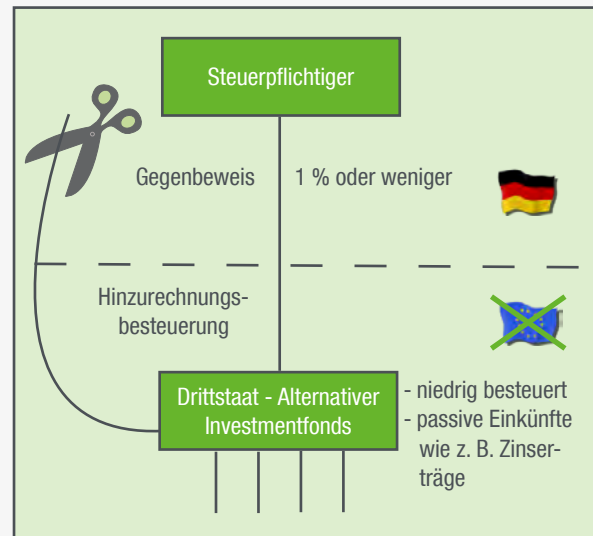 Steuerpflichtiger
Gegenbeweis
1 % oder weniger
Hinzurechnungs-
besteuerung
Drittstaat - Alternativer
Investmentfonds
- niedrig besteuert
- passive Einkünfte
wie z. B. Zinser-
träge